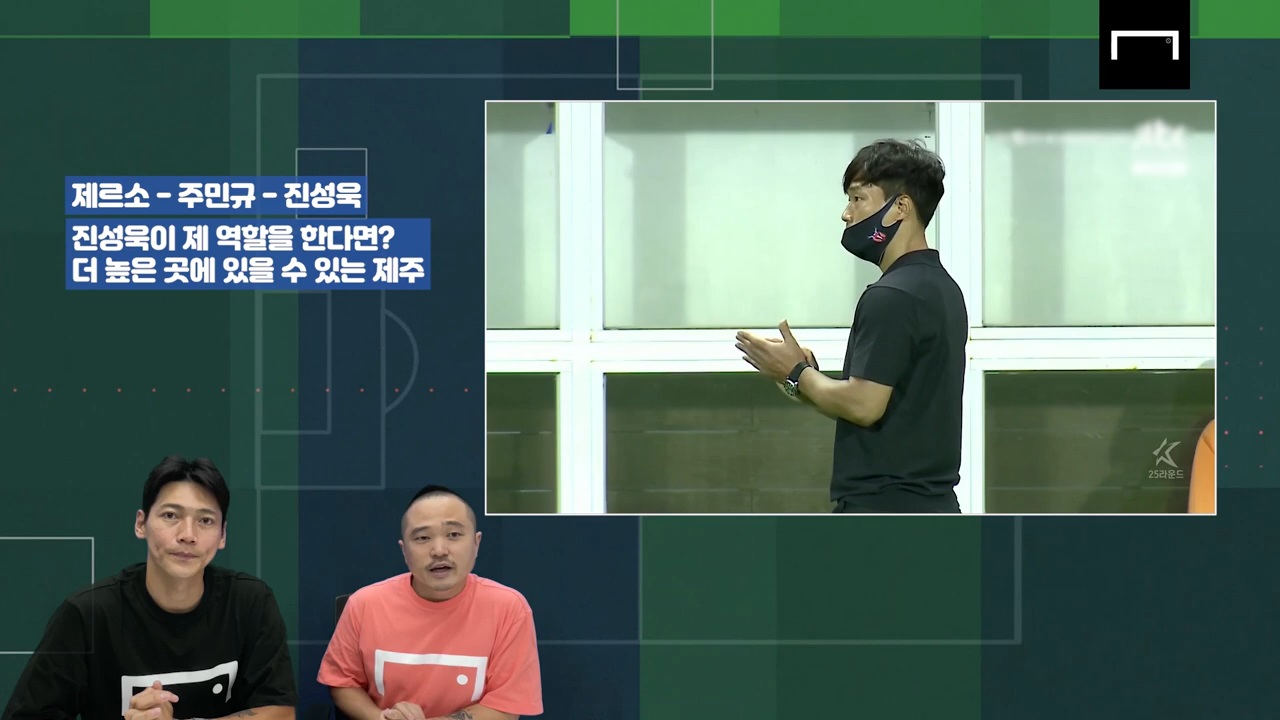 제르소 - 주민규 - 진성욱
진성욱이 제 역할을 한다면?
더 높은 곳에 있을 수 있는 제주
25라운드